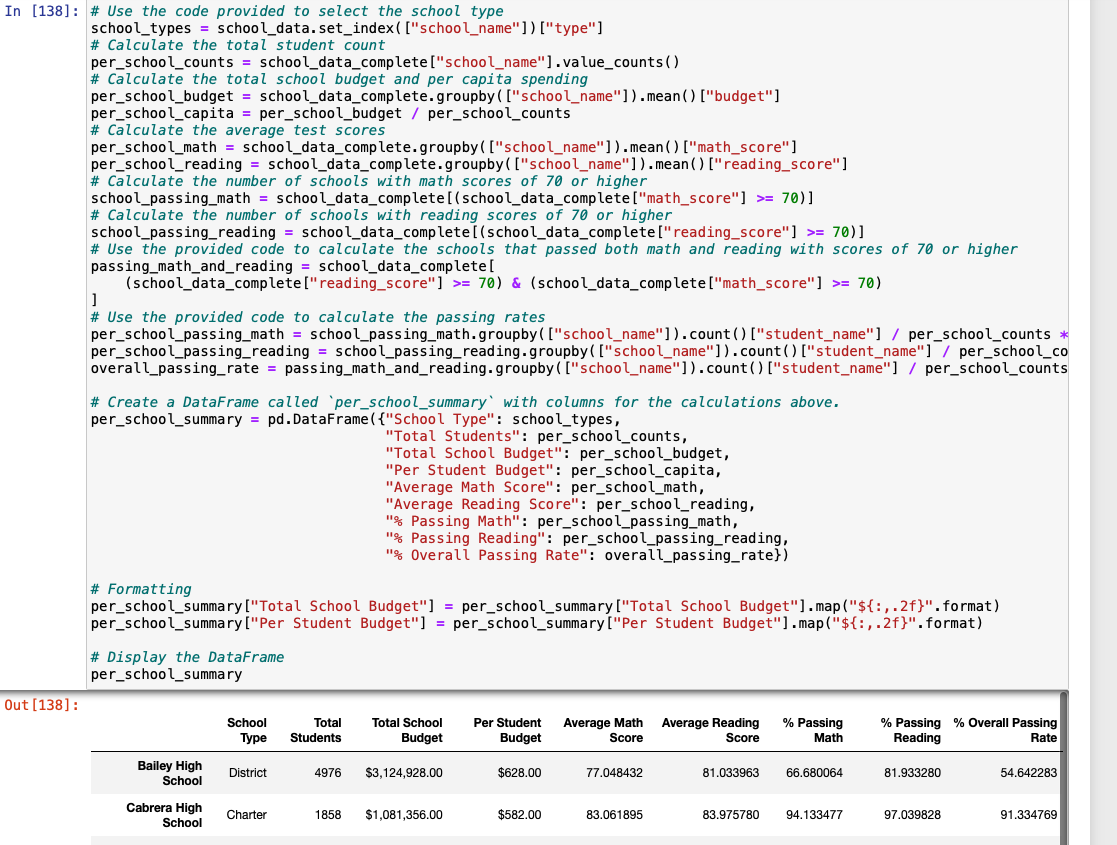 In [138]:
# Use the code provided to select the school type
school_types = school_data.set_index(["school_name"])["type"]
# Calculate the total student count
per_school_counts = school_data_complete["school_name"].value_counts()
# Calculate the total school budget and per capita spending
per_school_budget = school_data_complete.groupby(["school_name"]).mean()["budget"]
per_school_capita = per_school_budget / per_school_counts
# Calculate the average test scores
per_school_math = school_data_complete.groupby(["school_name"]).mean()["math_score"]
per_school_reading = school_data_complete.groupby(["school_name"]).mean()["reading_score"]
# Calculate the number of schools with math scores of 70 or higher
school_passing_math = school_data_complete[(school_data_complete["math_score"] >= 70)]
# Calculate the number of schools with reading scores of 70 or higher
school_passing_reading = school_data_complete[(school_data_complete["reading_score"] >= 70)]
# Use the provided code to calculate the schools that passed both math and reading with scores of 70 or higher
passing_math_and_reading = school_data_complete[
    (school_data_complete["reading_score"] >= 70) & (school_data_complete["math_score"] >= 70)
]
# Use the provided code to calculate the passing rates
per_school_passing_math = school_passing_math.groupby(["school_name"]).count()["student_name"] / per_school_counts *
per_school_passing_reading = school_passing_reading.groupby(["school_name"]).count()["student_name"] / per_school_co
overall_passing_rate = passing_math_and_reading.groupby(["school_name"]).count()["student_name"] / per_school_counts
# Create a DataFrame called `per_school_summary` with columns for the calculations above.
per_school_summary = pd.DataFrame({"School Type": school_types,
"Total Students": per_school_counts,
"Total School Budget": per_school_budget,
"Per Student Budget": per_school_capita,
"Average Math Score": per_school_math,
"Average Reading Score": per_school_reading,
"% Passing Math": per_school_passing_math,
"% Passing Reading": per_school_passing_reading,
"% Overall Passing Rate": overall_passing_rate})
# Formatting
per_school_summary["Total School Budget"] = per_school_summary["Total School Budget"].map("${:,.2f}".format)
per_school_summary["Per Student Budget"] = per_school_summary["Per Student Budget"].map("${:,.2f}".format)
# Display the DataFrame
per_school_summary
Out[138]:
School Total Total School Per Student Average Math Average Reading % Passing % Passing % Overall Passing
Type Students Budget Budget Score Score Math Reading Rate
Bailey High
School District 4976 $3,124,928.00 $628.00 77.048432 81.033963 66.680064 81.933280 54.642283
Cabrera High
School Charter 1858 $1,081,356.00 $582.00 83.061895 83.975780 94.133477 97.039828 91.334769